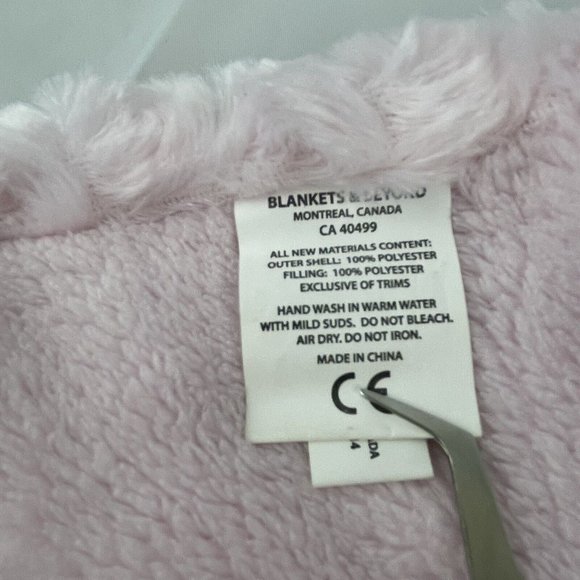 BLANKETS & BEYOND
MONTREAL, CANADA
CA 40499
ALL NEW MATERIALS CONTENT:
OUTER SHELL: 100% POLYESTER
FILLING: 100% POLYESTER
EXCLUSIVE OF TRIMS
HAND WASH IN WARM WATER
WITH MILD SUDS. DO NOT BLEACH.
AIR DRY. DO NOT IRON.
MADE IN CHINA
CE